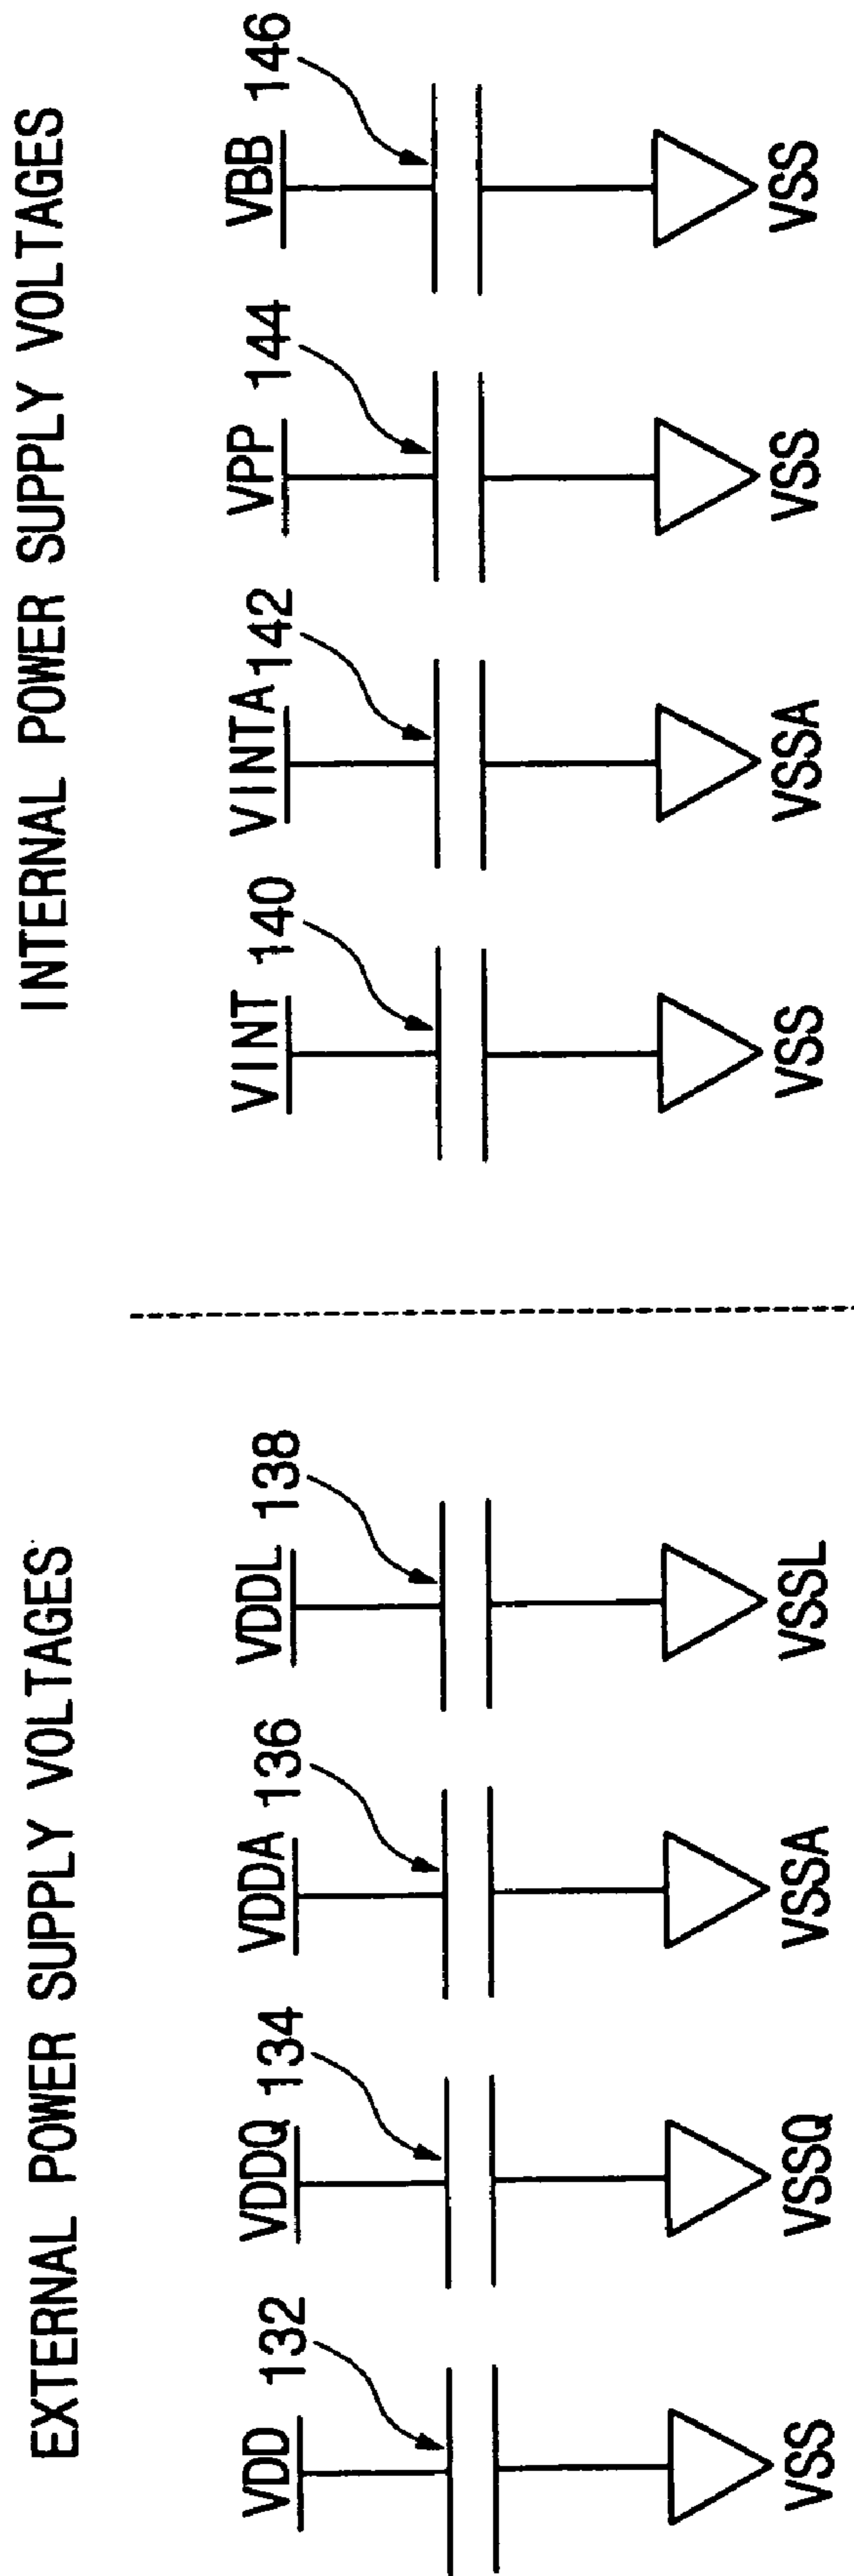 EXTERNAL POWER SUPPLY VOLTAGES
VDD 132
VDDQ 134
VDDA 136
VDDL 138
VSS
VSSQ
VSSA
VSSL
INTERNAL POWER SUPPLY VOLTAGES
VINT 140
VINTA 142
VPP 144
VBB 146
VSS
VSSA
VSS
VSS